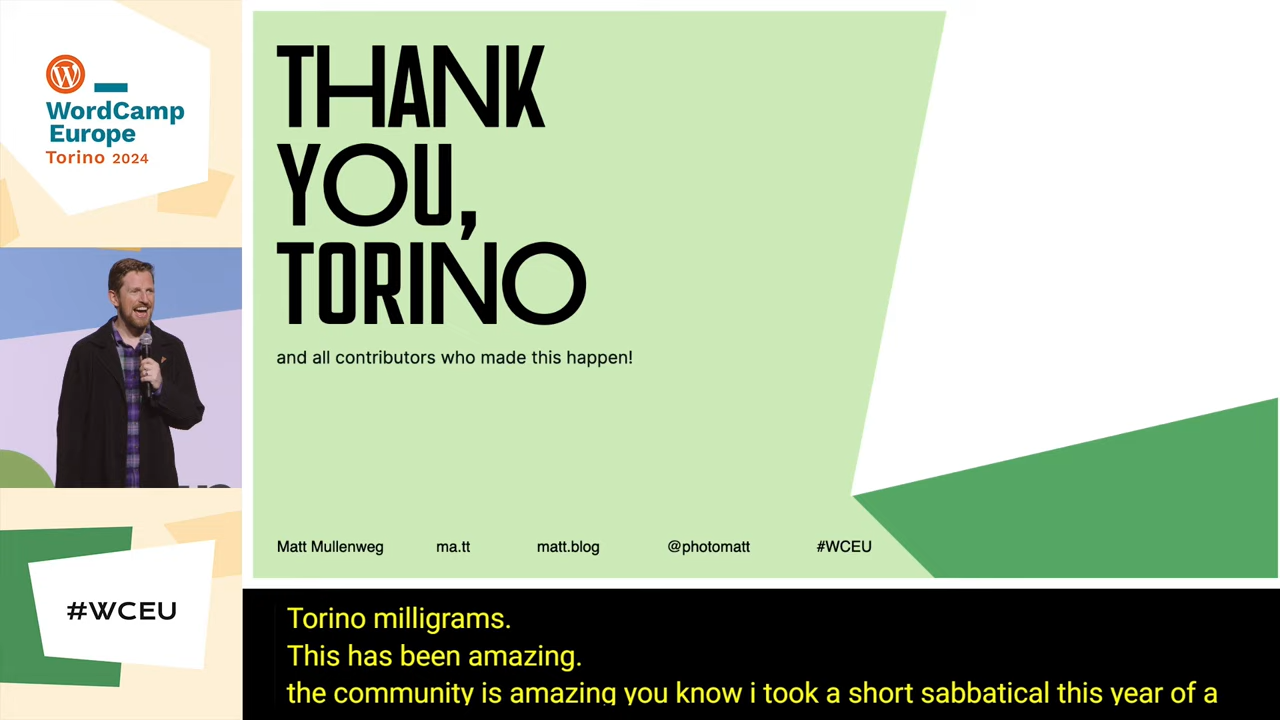 WordCamp
Europe
Torino 2024
THANK
YOU,
TORINO
and all contributors who made this happen!
Matt Mullenweg ma.tt matt.blog @photomatt #WCEU
#WCEU
Torino milligrams.
This has been amazing.
the community is amazing you know i took a short sabbatical this year of a